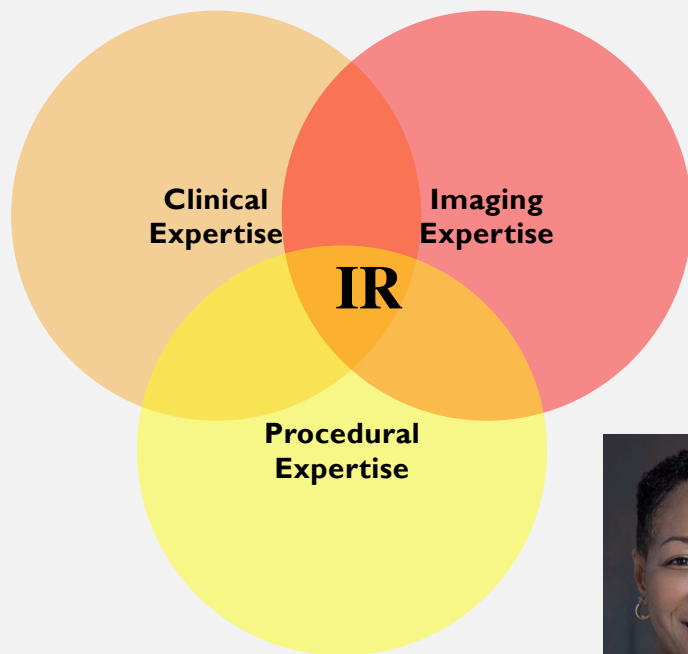 Clinical
Expertise
Imaging
Expertise
IR
Procedural
Expertise